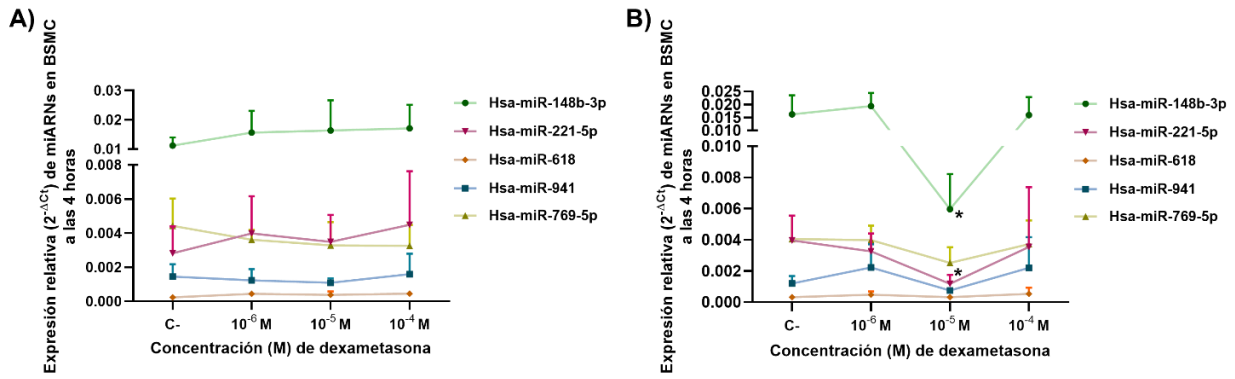 A)
Expresión relativa (2^-ΔCt) de miARNs en BSMC
a las 4 horas
0.03
0.02
0.01
0.008
0.006
0.004
0.002
0.000
C-
10^-6 M
10^-5 M
10^-4 M
Concentración (M) de dexametasona
Hsa-miR-148b-3p
Hsa-miR-221-5p
Hsa-miR-618
Hsa-miR-941
Hsa-miR-769-5p
B)
Expresión relativa (2^-ΔCt) de miARNs en BSMC
a las 4 horas
0.025
0.020
0.015
0.010
0.010
0.008
0.006
0.004
0.002
0.000
*
*
C-
10^-6 M
10^-5 M
10^-4 M
Concentración (M) de dexametasona
Hsa-miR-148b-3p
Hsa-miR-221-5p
Hsa-miR-618
Hsa-miR-941
Hsa-miR-769-5p